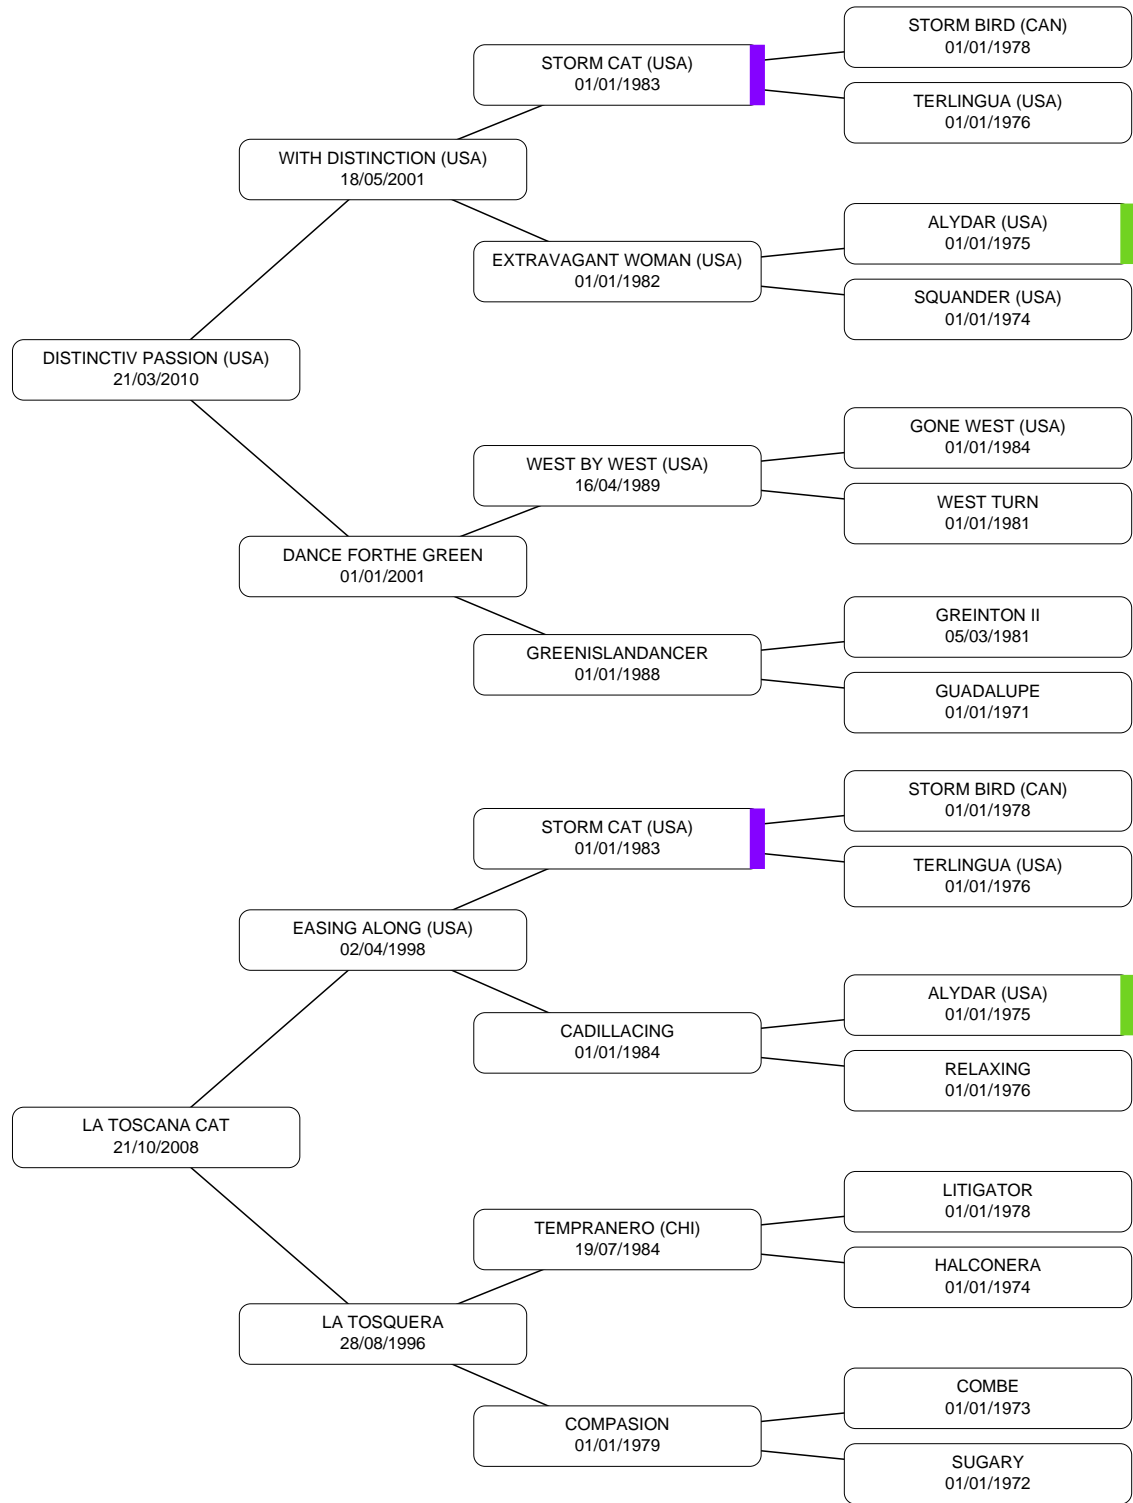 STORM BIRD (CAN)
01/01/1978
STORM CAT (USA)
01/01/1983
TERLINGUA (USA)
01/01/1976
WITH DISTINCTION (USA)
18/05/2001
ALYDAR (USA)
01/01/1975
EXTRAVAGANT WOMAN (USA)
01/01/1982
SQUANDER (USA)
01/01/1974
DISTINCTIV PASSION (USA)
21/03/2010
GONE WEST (USA)
01/01/1984
WEST BY WEST (USA)
16/04/1989
WEST TURN
01/01/1981
DANCE FORTHE GREEN
01/01/2001
GREINTON II
05/03/1981
GREENISLANDANCER
01/01/1988
GUADALUPE
01/01/1971
STORM BIRD (CAN)
01/01/1978
STORM CAT (USA)
01/01/1983
TERLINGUA (USA)
01/01/1976
EASING ALONG (USA)
02/04/1998
ALYDAR (USA)
01/01/1975
CADILLACING
01/01/1984
RELAXING
01/01/1976
LA TOSCANA CAT
21/10/2008
LITIGATOR
01/01/1978
TEMPRANERO (CHI)
19/07/1984
HALCONERA
01/01/1974
LA TOSQUERA
28/08/1996
COMBE
01/01/1973
COMPASION
01/01/1979
SUGARY
01/01/1972